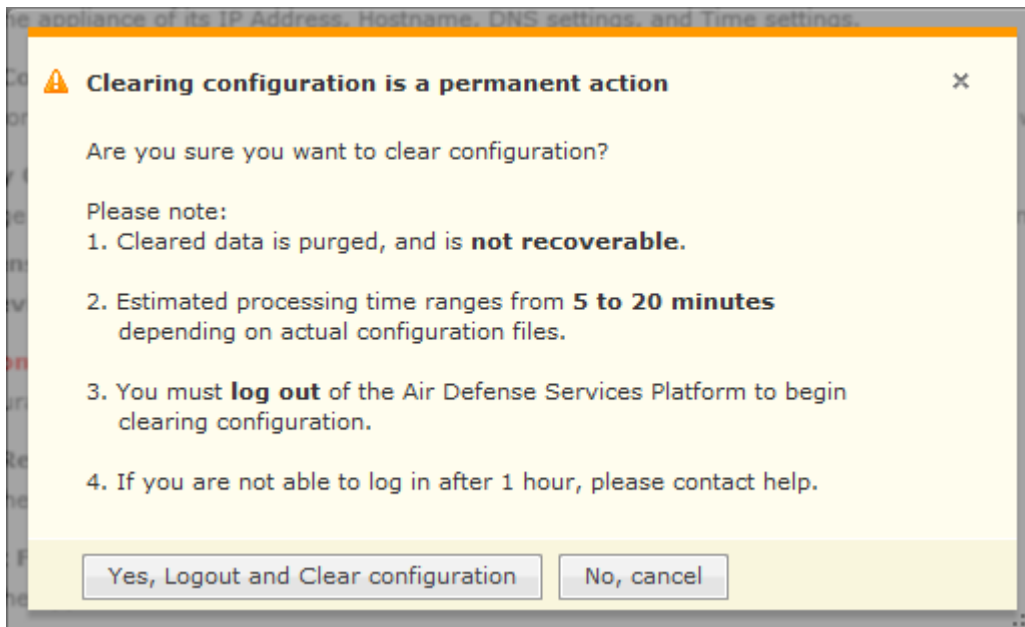 he appliance of its IP Address, Hostname, DNS settings, and Time settings.
Clearing configuration is a permanent action
Are you sure you want to clear configuration?
Please note:
1. Cleared data is purged, and is not recoverable.
2. Estimated processing time ranges from 5 to 20 minutes
depending on actual configuration files.
3. You must log out of the Air Defense Services Platform to begin
clearing configuration.
4. If you are not able to log in after 1 hour, please contact help.
Yes, Logout and Clear configuration
No, cancel